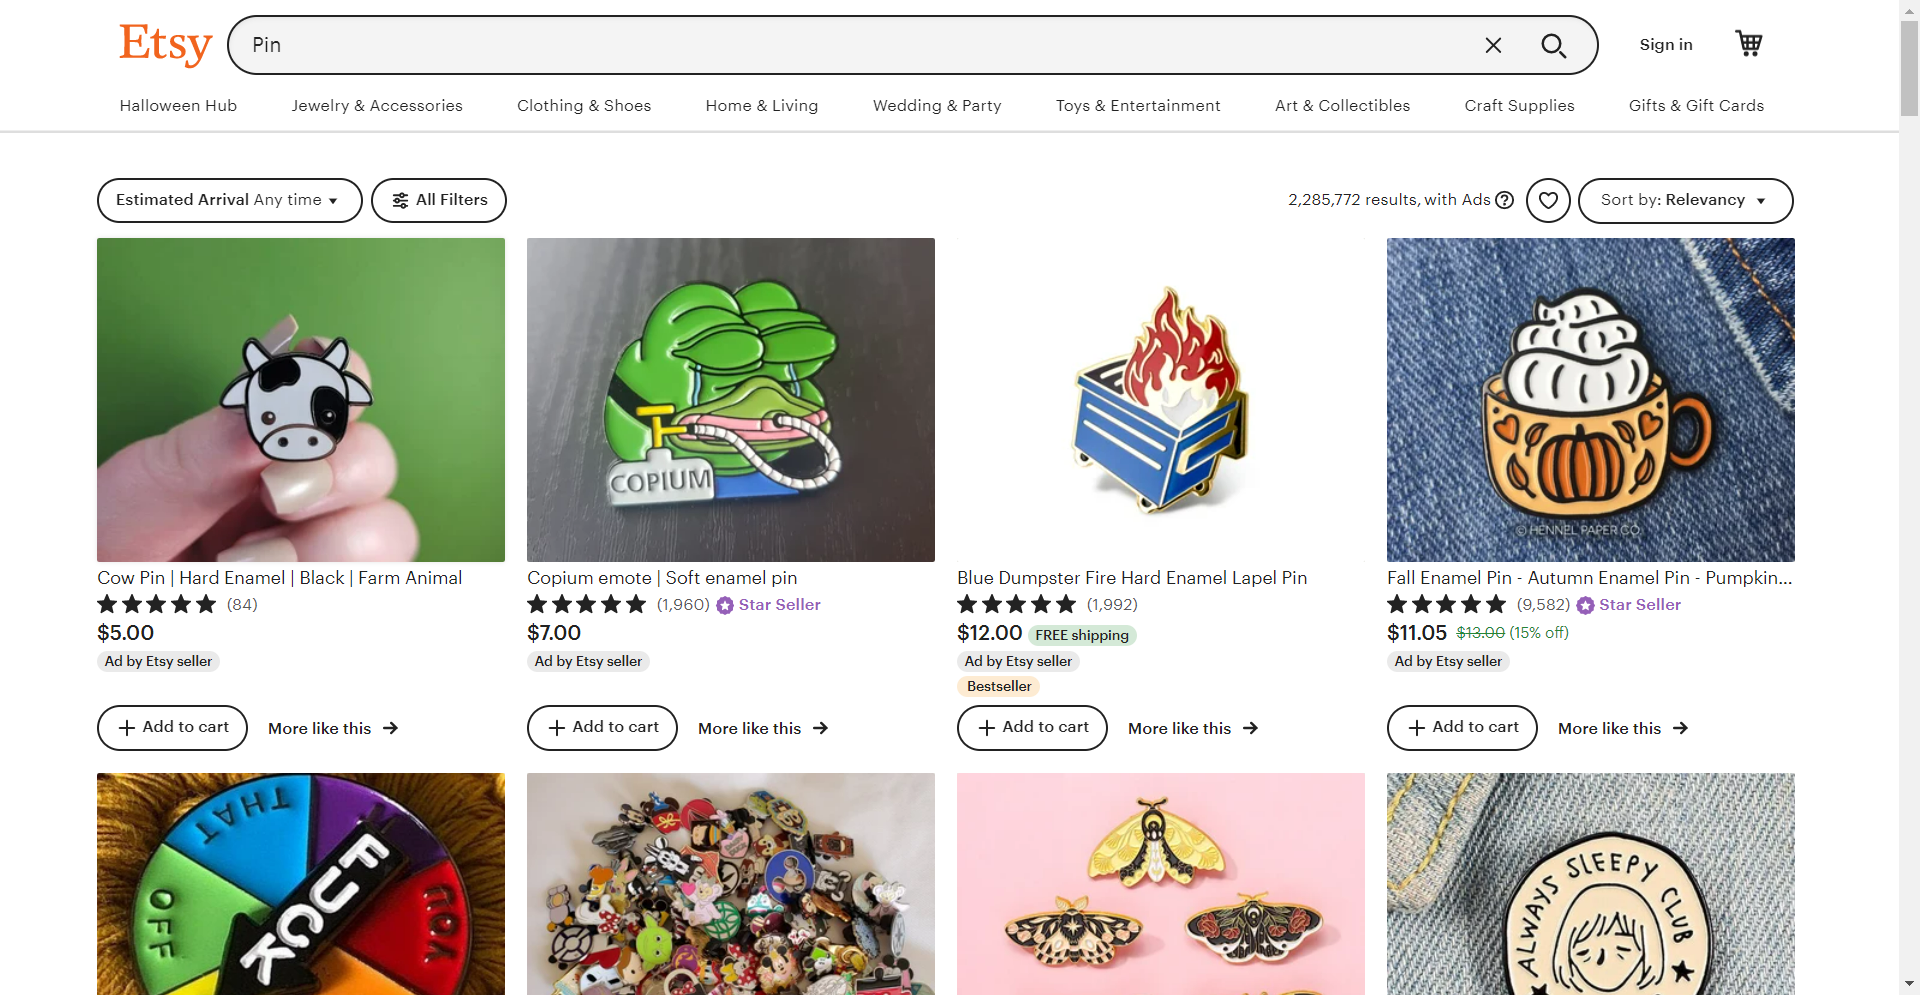 Etsy
Pin
Sign in
Halloween Hub
Jewelry & Accessories
Clothing & Shoes
Home & Living
Wedding & Party
Toys & Entertainment
Art & Collectibles
Craft Supplies
Gifts & Gift Cards
Estimated Arrival Any time
All Filters
2,285,772 results, with Ads
Sort by: Relevancy
COPIUM
© HENNEL PAPER CO.
Cow Pin | Hard Enamel | Black | Farm Animal
(84)
$5.00
Ad by Etsy seller
Add to cart
More like this
Copium emote | Soft enamel pin
(1,960) Star Seller
$7.00
Ad by Etsy seller
Add to cart
More like this
Blue Dumpster Fire Hard Enamel Lapel Pin
(1,992)
$12.00 FREE shipping
Ad by Etsy seller
Bestseller
Add to cart
More like this
Fall Enamel Pin - Autumn Enamel Pin - Pumpkin...
(9,582) Star Seller
$11.05 $13.00 (15% off)
Ad by Etsy seller
Add to cart
More like this
THAT
OFF
FUCK
YOU
ALWAYS SLEEPY CLUB